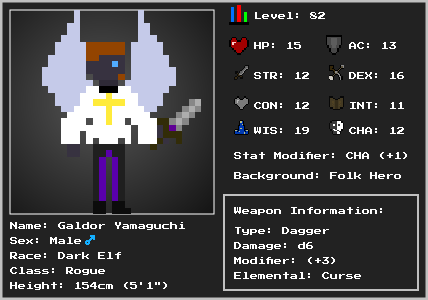 Level: 82
HP: 15 AC: 13
STR: 12 DEX: 16
CON: 12 INT: 11
WIS: 19 CHA: 12
Stat Modifier: CHA (+1)
Background: Folk Hero
Name: Galdor Yamaguchi
Sex: Male♂
Race: Dark Elf
Class: Rogue
Height: 154cm (5'1")
Weapon Information:
Type: Dagger
Damage: d6
Modifier: (+3)
Elemental: Curse